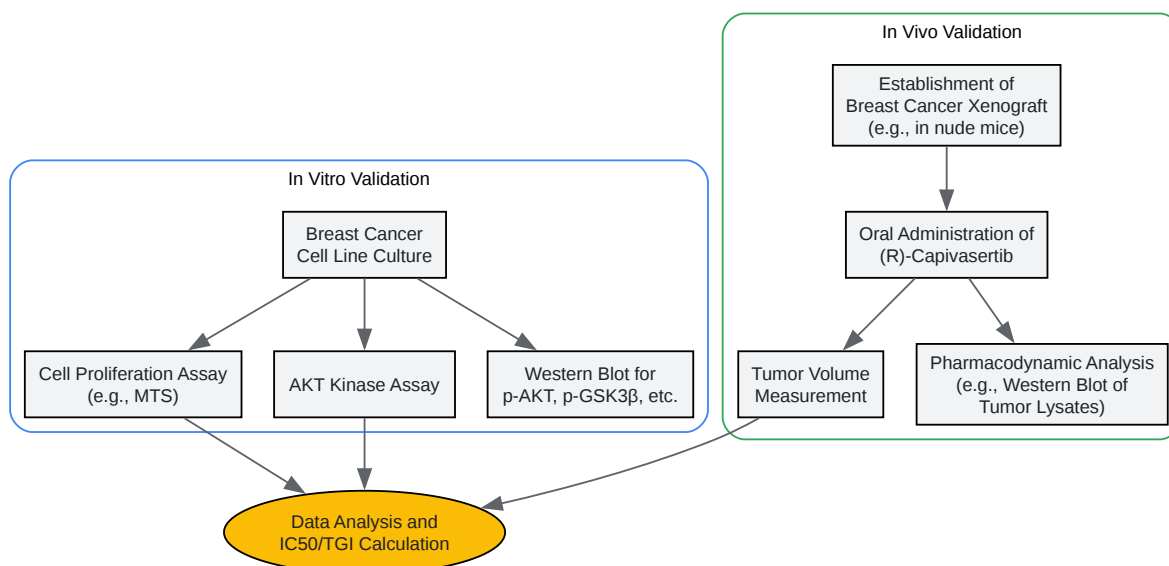 In Vivo Validation
Establishment of
Breast Cancer Xenograft
(e.g., in nude mice)
In Vitro Validation
Breast Cancer
Cell Line Culture
Oral Administration of
(R)-Capivasertib
Cell Proliferation Assay
(e.g., MTS)
AKT Kinase Assay
Western Blot for
p-AKT, p-GSK3β, etc.
Tumor Volume
Measurement
Pharmacodynamic Analysis
(e.g., Western Blot of
Tumor Lysates)
Data Analysis and
IC50/TGI Calculation